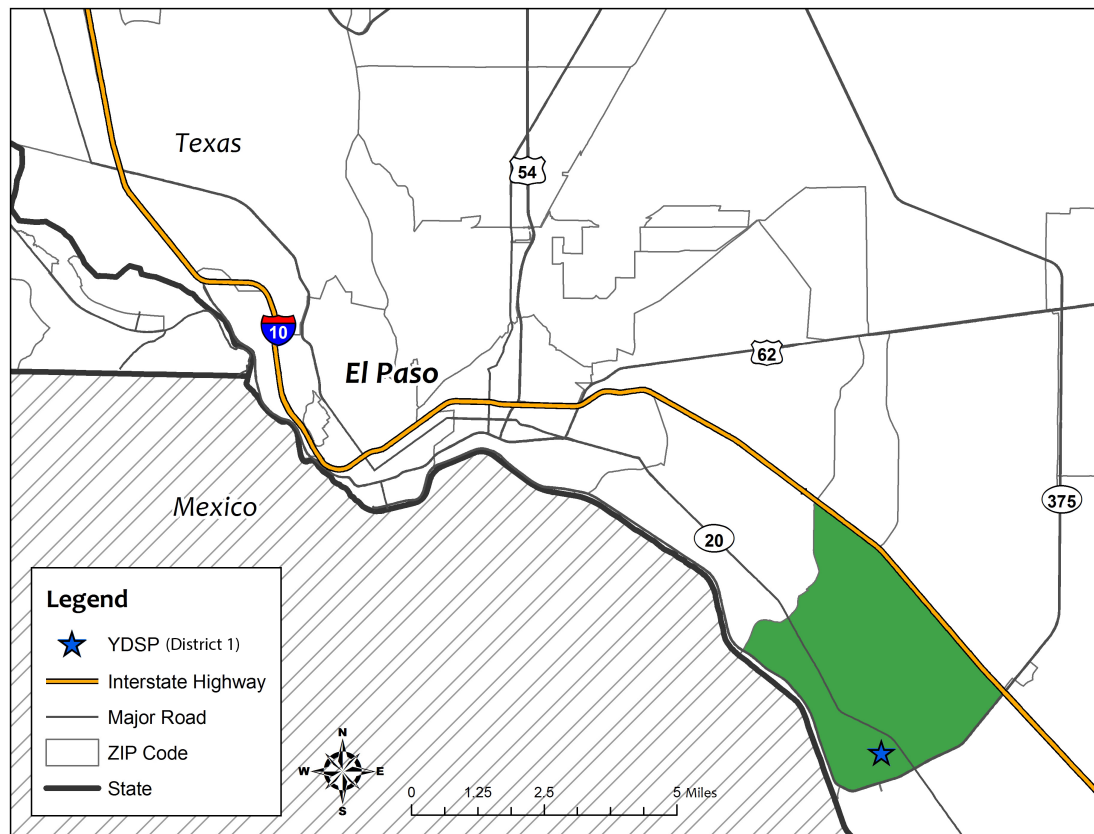 Texas
54
10
El Paso
62
Mexico
375
20
Legend
YDSP (District 1)
Interstate Highway
Major Road
ZIP Code
State
N
W E
S
0 1.25 2.5 5 Miles